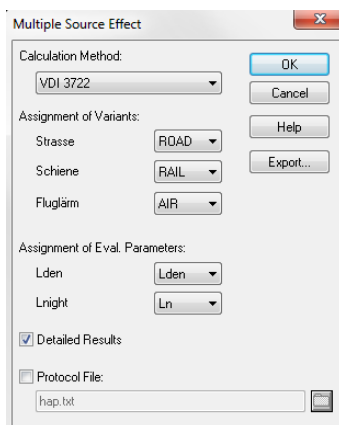 Multiple Source Effect
Calculation Method:
VDI 3722
OK
Cancel
Assignment of Variants:
Help
Strasse ROAD
Export...
Schiene RAIL
Fluglärm AIR
Assignment of Eval. Parameters:
Lden Lden
Lnight Ln
Detailed Results
Protocol File:
hap.txt